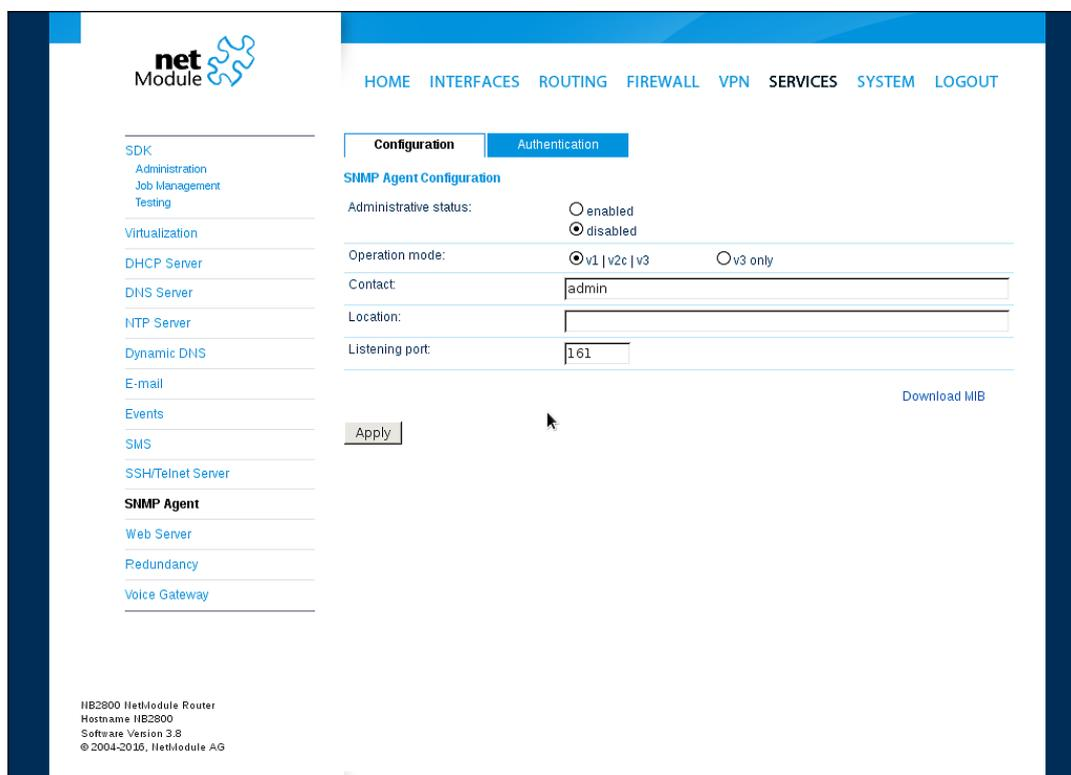 net
Module
HOME INTERFACES ROUTING FIREWALL VPN SERVICES SYSTEM LOGOUT
SDK
Administration
Job Management
Testing
Virtualization
DHCP Server
DNS Server
NTP Server
Dynamic DNS
E-mail
Events
SMS
SSH/Telnet Server
SNMP Agent
Web Server
Redundancy
Voice Gateway
Configuration Authentication
SNMP Agent Configuration
Administrative status:
enabled
disabled
Operation mode: v1 | v2c | v3 v3 only
Contact: admin
Location:
Listening port: 161
Download MIB
Apply
NB2800 NetModule Router
Hostname NB2800
Software Version 3.8
© 2004-2016, NetModule AG